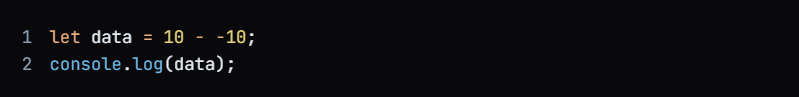 1 let data = 10 - -10;
2 console.log(data);